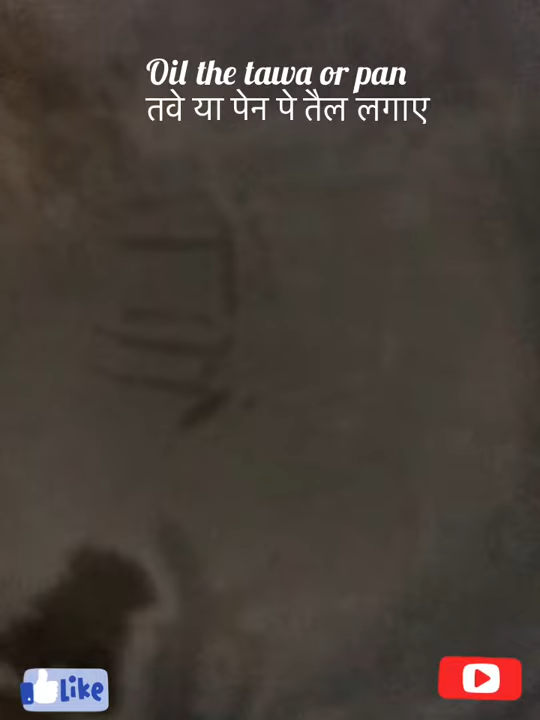 Oil the tawa or pan
तवे या पेन पे तैल लगाए
Like